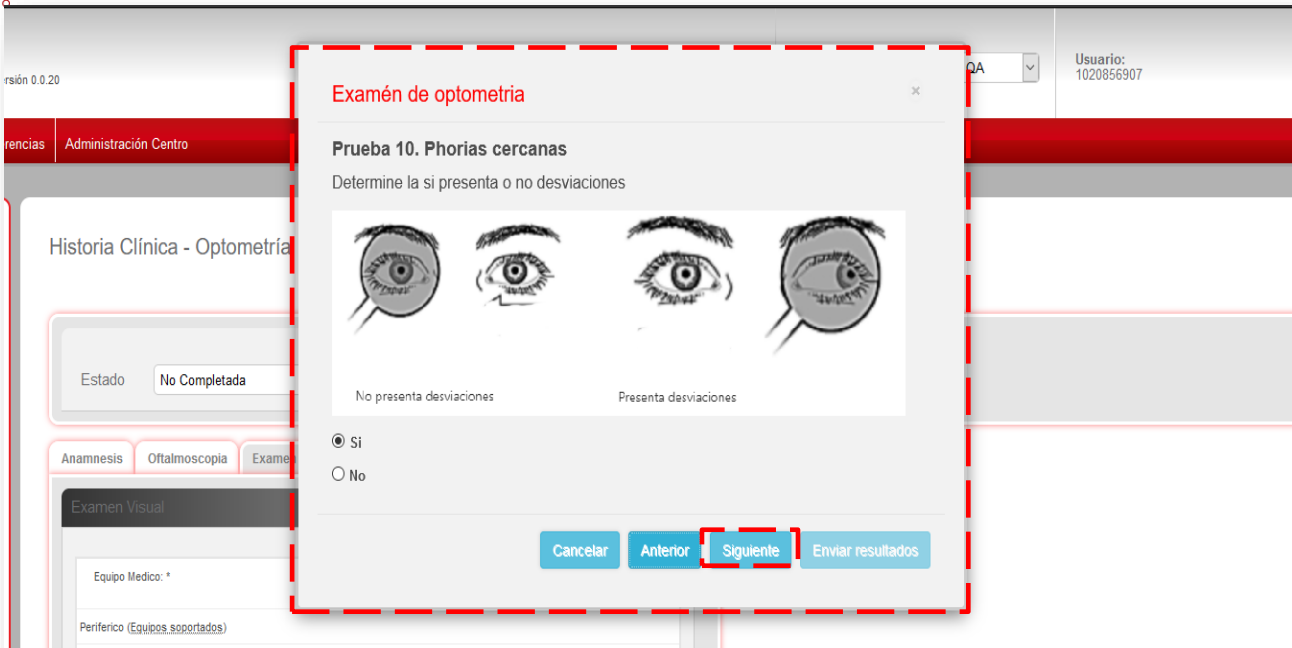 rsión 0.0.20
QA
Usuario:
1020856907
rencias
Administración Centro
Historia Clínica - Optometría
Estado
No Completada
Anamnesis
Oftalmoscopia
Examen
Examen Visual
Equipo Medico: *
Periferico (Equipos soportados)
Examén de optometria
×
Prueba 10. Phorias cercanas
Determine la si presenta o no desviaciones
No presenta desviaciones
Presenta desviaciones
Si
No
Cancelar
Anterior
Siguiente
Enviar resultados